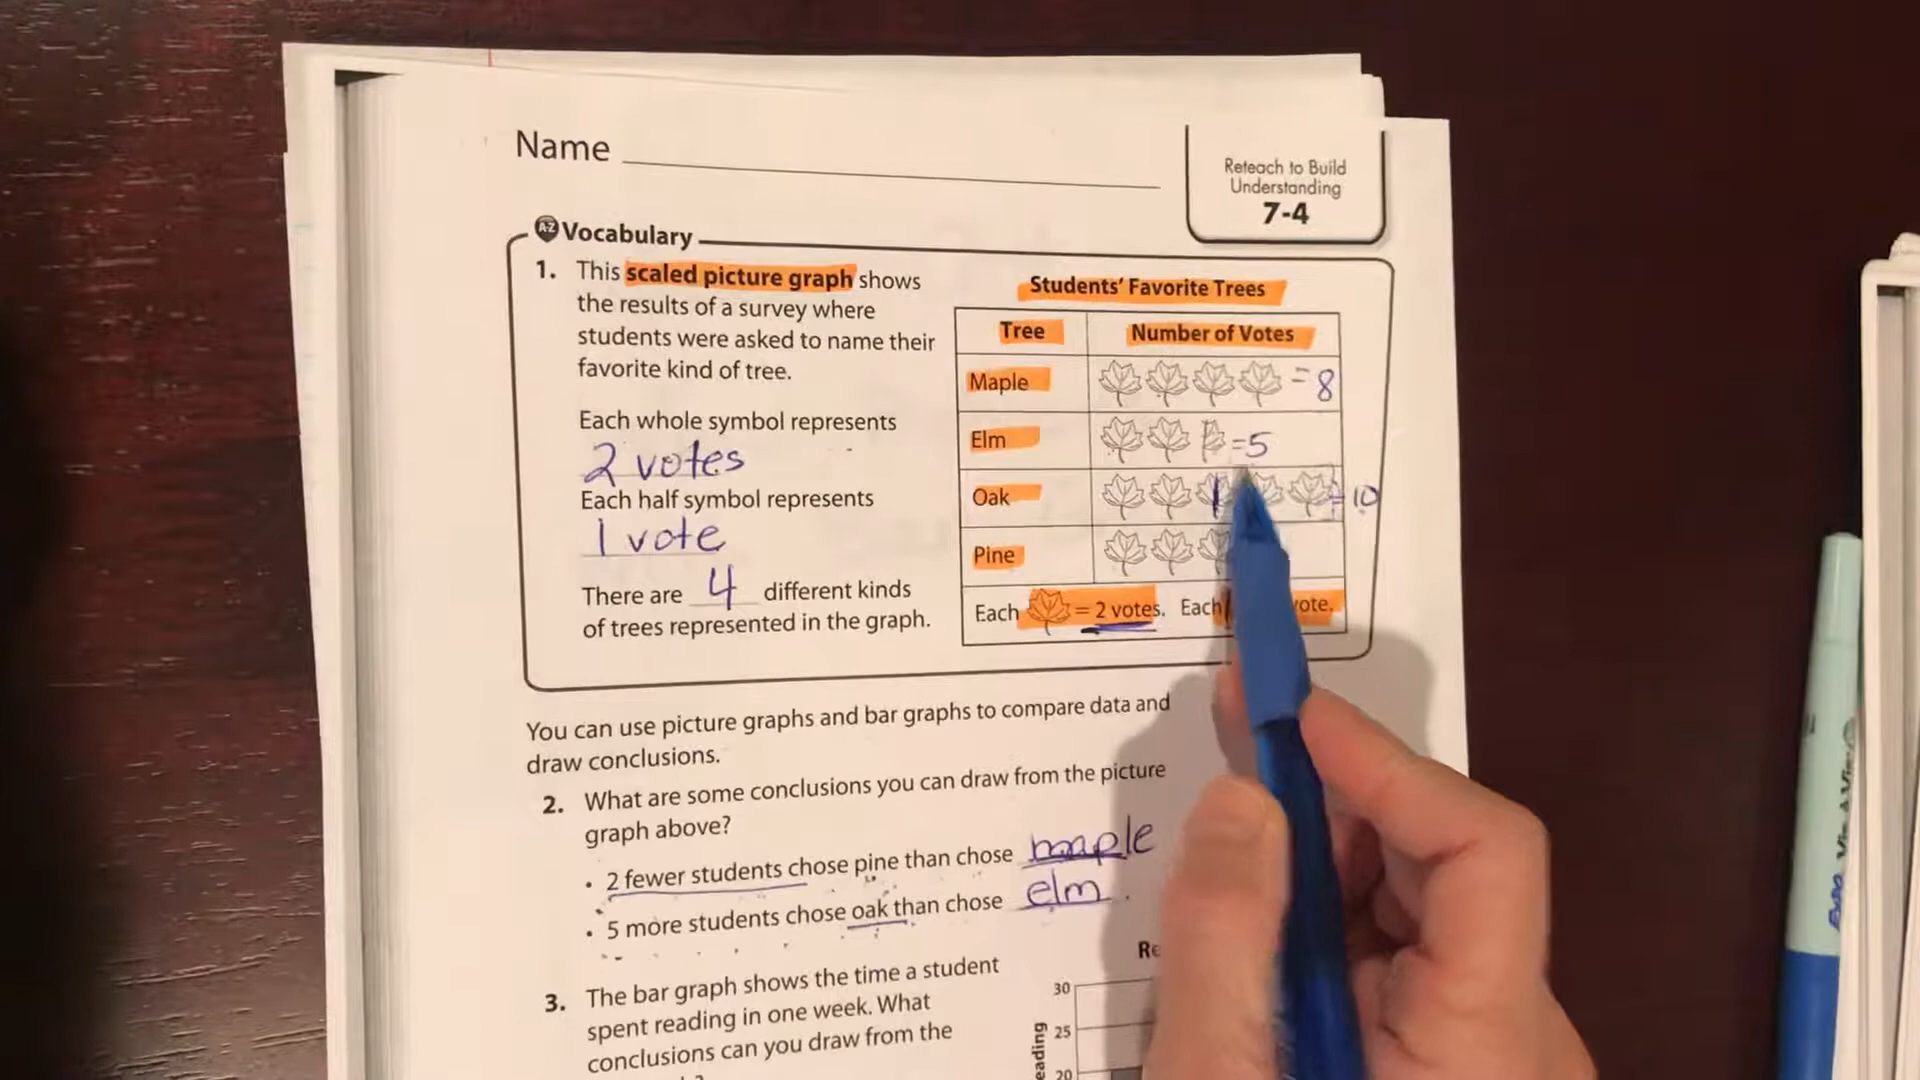 Name
Reteach to Build
Understanding
7-4
A-Z Vocabulary
1. This scaled picture graph shows
the results of a survey where
students were asked to name their
favorite kind of tree.
Each whole symbol represents
2 votes
Each half symbol represents
1 vote
There are 4 different kinds
of trees represented in the graph.
Students' Favorite Trees
Tree Number of Votes
Maple = 8
Elm = 5
Oak = 10
Pine
Each = 2 votes. Each vote.
You can use picture graphs and bar graphs to compare data and
draw conclusions.
2. What are some conclusions you can draw from the picture
graph above?
• 2 fewer students chose pine than chose maple
• 5 more students chose oak than chose elm.
3. The bar graph shows the time a student
spent reading in one week. What
conclusions can you draw from the
Re
30
25
20
eading
EXPO